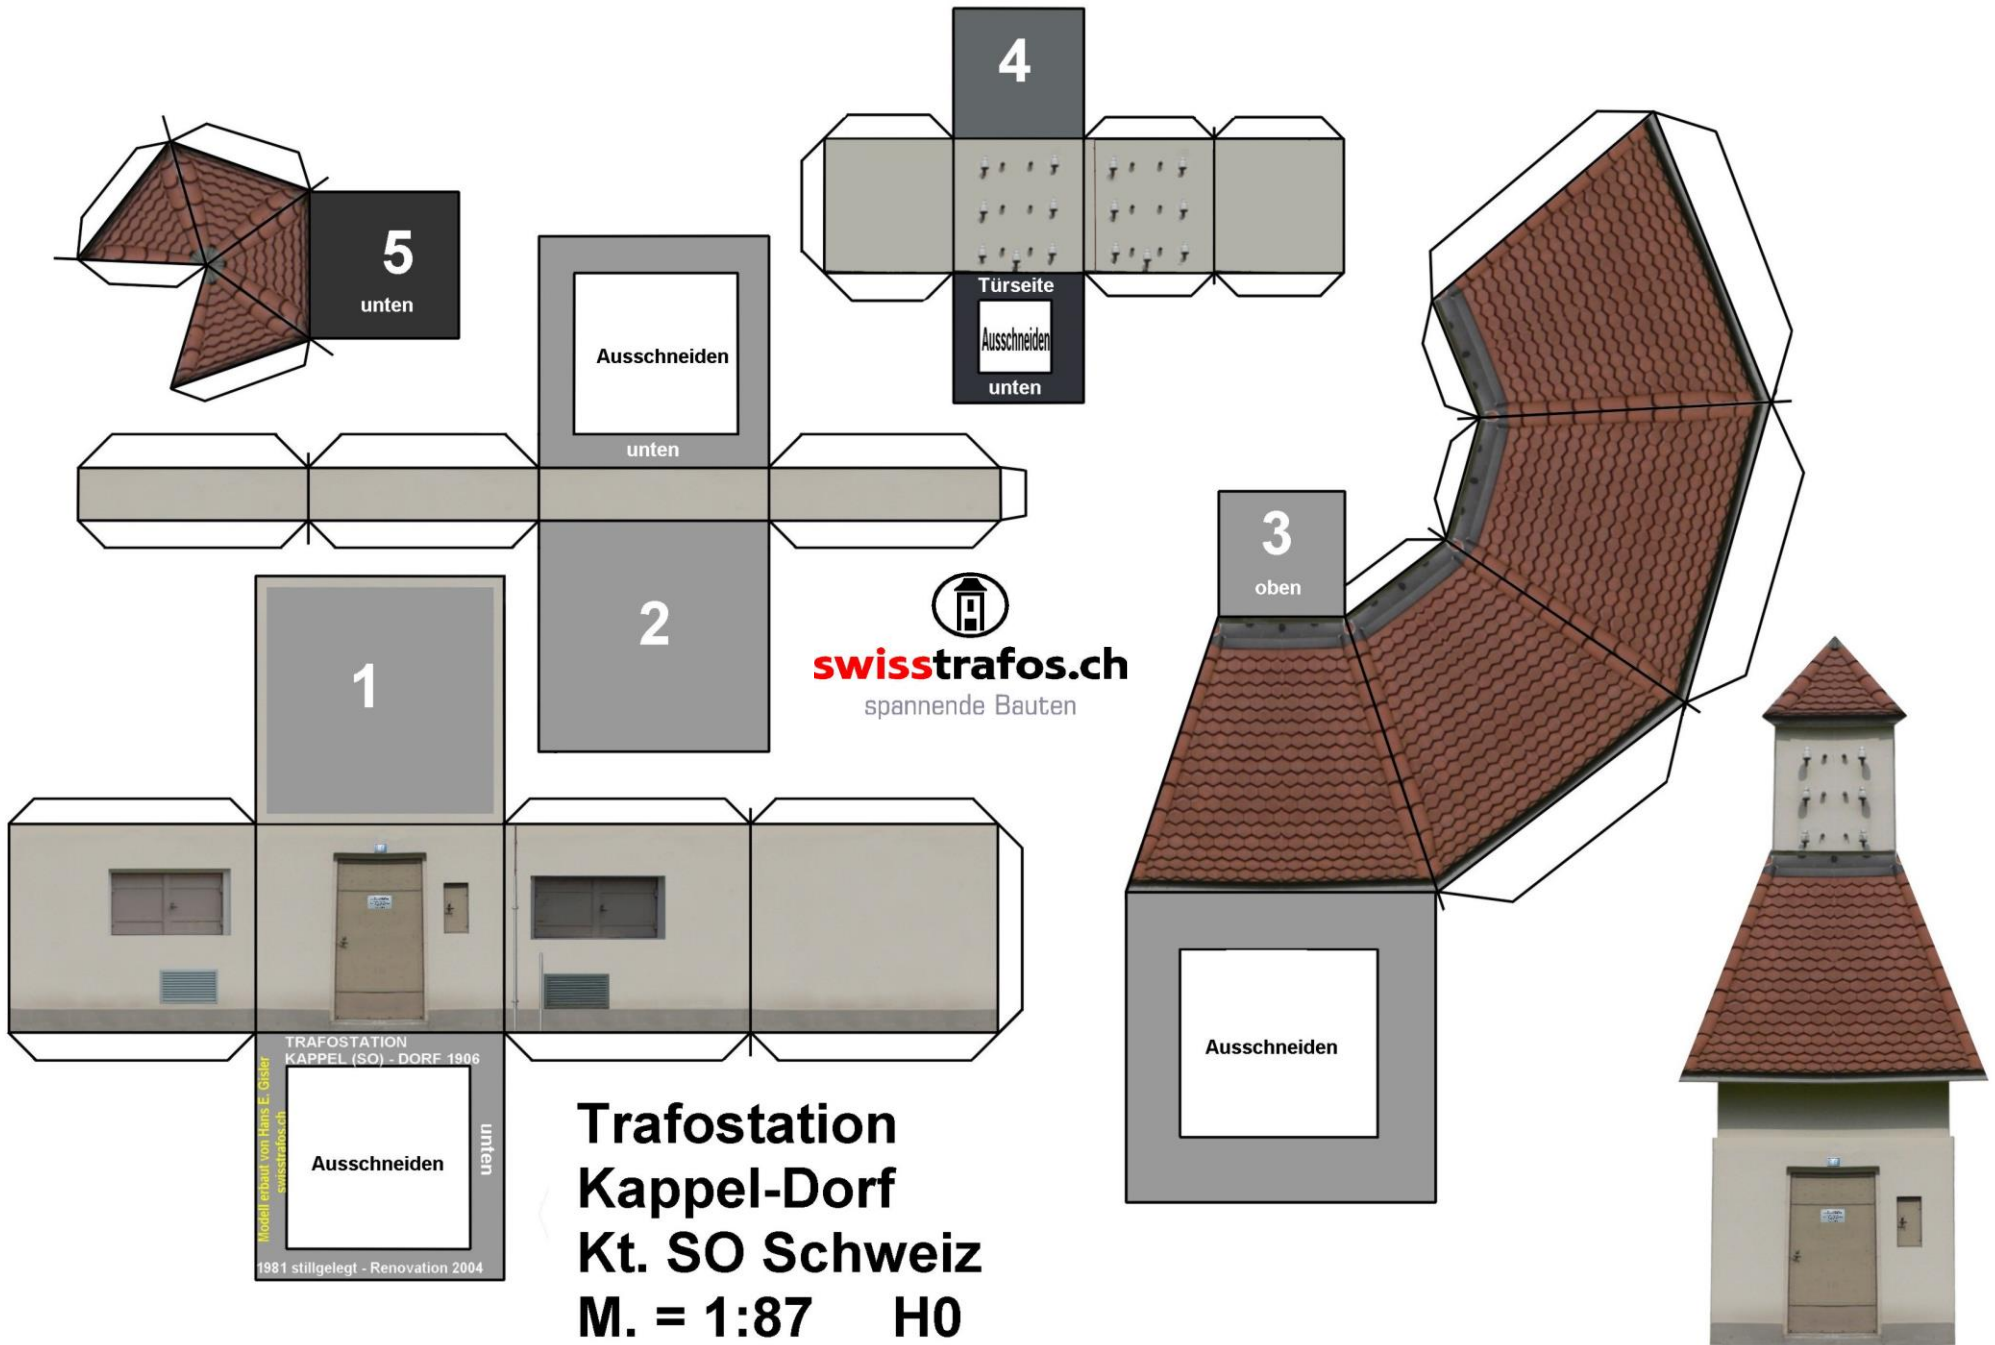 4
5
unten
Türseite
Ausschneiden
unten
Ausschneiden
unten
3
oben
2
1
swisstrafos.ch
spannende Bauten
TRAFOSTATION
KAPPEL (SO) - DORF 1906
Modell erbaut von Hans E. Gisler
swisstrafos.ch
Ausschneiden
unten
1981 stillgelegt - Renovation 2004
Ausschneiden
Trafostation
Kappel-Dorf
Kt. SO Schweiz
M. = 1:87 H0